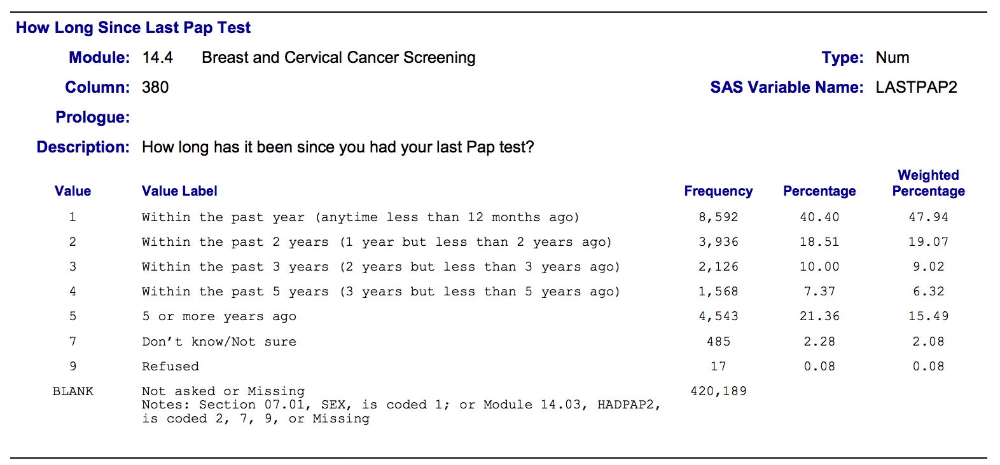 How Long Since Last Pap Test
Module: 14.4 Breast and Cervical Cancer Screening Type: Num
Column: 380 SAS Variable Name: LASTPAP2
Prologue:
Description: How long has it been since you had your last Pap test?
Value Value Label Frequency Percentage Weighted Percentage
1 Within the past year (anytime less than 12 months ago) 8,592 40.40 47.94
2 Within the past 2 years (1 year but less than 2 years ago) 3,936 18.51 19.07
3 Within the past 3 years (2 years but less than 3 years ago) 2,126 10.00 9.02
4 Within the past 5 years (3 years but less than 5 years ago) 1,568 7.37 6.32
5 5 or more years ago 4,543 21.36 15.49
7 Don’t know/Not sure 485 2.28 2.08
9 Refused 17 0.08 0.08
BLANK Not asked or Missing 420,189
Notes: Section 07.01, SEX, is coded 1; or Module 14.03, HADPAP2,
is coded 2, 7, 9, or Missing